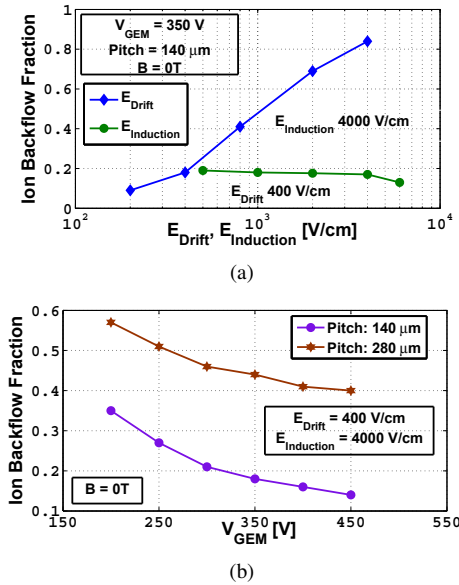 V_GEM = 350 V
Pitch = 140 μm
B = 0T
E_Drift
E_Induction
E_Induction 4000 V/cm
E_Drift 400 V/cm
Ion Backflow Fraction
1
0.8
0.6
0.4
0.2
0
10^2
10^3
10^4
E_Drift, E_Induction [V/cm]
(a)
Pitch: 140 μm
Pitch: 280 μm
E_Drift = 400 V/cm
E_Induction = 4000 V/cm
B = 0T
Ion Backflow Fraction
0.6
0.5
0.4
0.3
0.2
0.1
150
250
350
450
550
V_GEM [V]
(b)